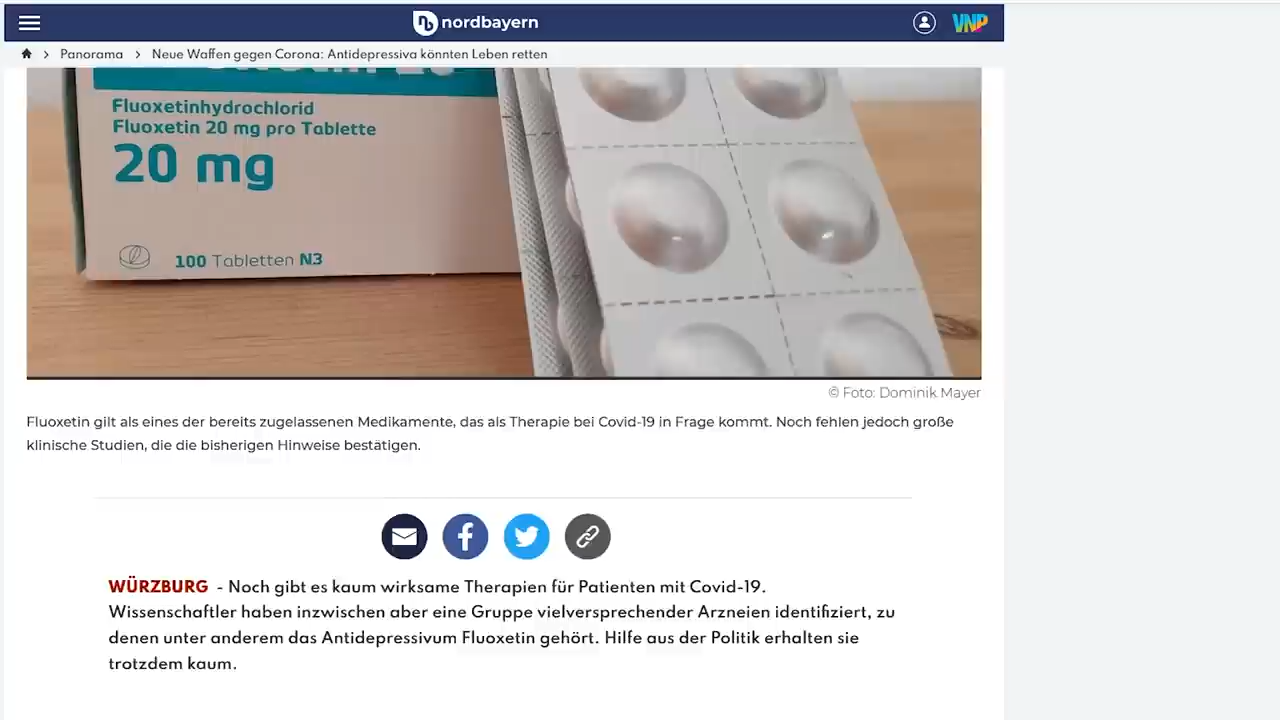 nordbayern
VNP
Panorama > Neue Waffen gegen Corona: Antidepressiva könnten Leben retten
Fluoxetinhydrochlorid
Fluoxetin 20 mg pro Tablette
20 mg
100 Tabletten N3
© Foto: Dominik Mayer
Fluoxetin gilt als eines der bereits zugelassenen Medikamente, das als Therapie bei Covid-19 in Frage kommt. Noch fehlen jedoch große
klinische Studien, die die bisherigen Hinweise bestätigen.
WÜRZBURG - Noch gibt es kaum wirksame Therapien für Patienten mit Covid-19.
Wissenschaftler haben inzwischen aber eine Gruppe vielversprechender Arzneien identifiziert, zu
denen unter anderem das Antidepressivum Fluoxetin gehört. Hilfe aus der Politik erhalten sie
trotzdem kaum.